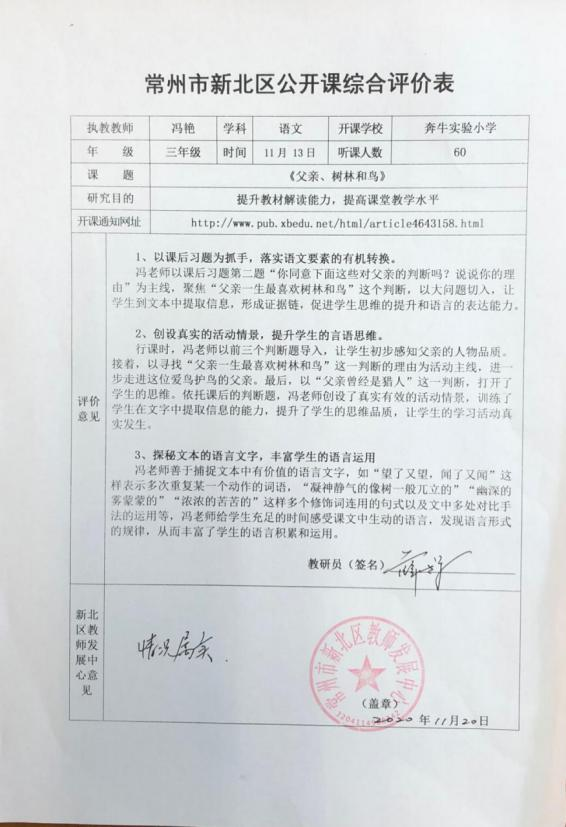 常州市新北区公开课综合评价表
执教教师 冯艳 学科 语文 开课学校 奔牛实验小学
年 级 三年级 时间 11月13日 听课人数 60
课 题 《父亲、树林和鸟》
研究目的 提升教材解读能力，提高课堂教学水平
开课通知网址 http://www.pub.xbedu.net/html/article4643158.html
评价意见
1、以课后习题为抓手，落实语文要素的有机转换。
冯老师以课后习题第二题“你同意下面这些对父亲的判断吗？说说你的理
由”为主线，聚焦“父亲一生最喜欢树林和鸟”这个判断，以大问题切入，让
学生到文本中提取信息，形成证据链，促进学生思维的提升和语言的表达能力。
2、创设真实的活动情景，提升学生的言语思维。
行课时，冯老师以前三个判断题导入，让学生初步感知父亲的人物品质。
接着，以寻找“父亲一生最喜欢树林和鸟”这一判断的理由为活动主线，进一
步走进这位爱鸟护鸟的父亲。最后，以“父亲曾经是猎人”这一判断，打开了
学生的思维。依托课后的判断题，冯老师创设了真实有效的活动情景，训练了
学生在文字中提取信息的能力，提升了学生的思维品质，让学生的学习活动真
实发生。
3、探秘文本的语言文字，丰富学生的语言运用
冯老师善于捕捉文本中有价值的语言文字，如“望了又望，闻了又闻”这
样表示多次重复某一个动作的词语，“凝神静气的像树一般兀立的”“幽深的
雾蒙蒙的”“浓浓的苦苦的”这样多个修饰词连用的句式以及文中多处对比手
法的运用等，冯老师给学生充足的时间感受课文中生动的语言，发现语言形式
的规律，从而丰富了学生的语言积累和运用。
教研员（签名）
新北
区教
师发
展中
心意
见
情况属实.
常州市新北区教师发展中心
（盖章）
2020年11月20日